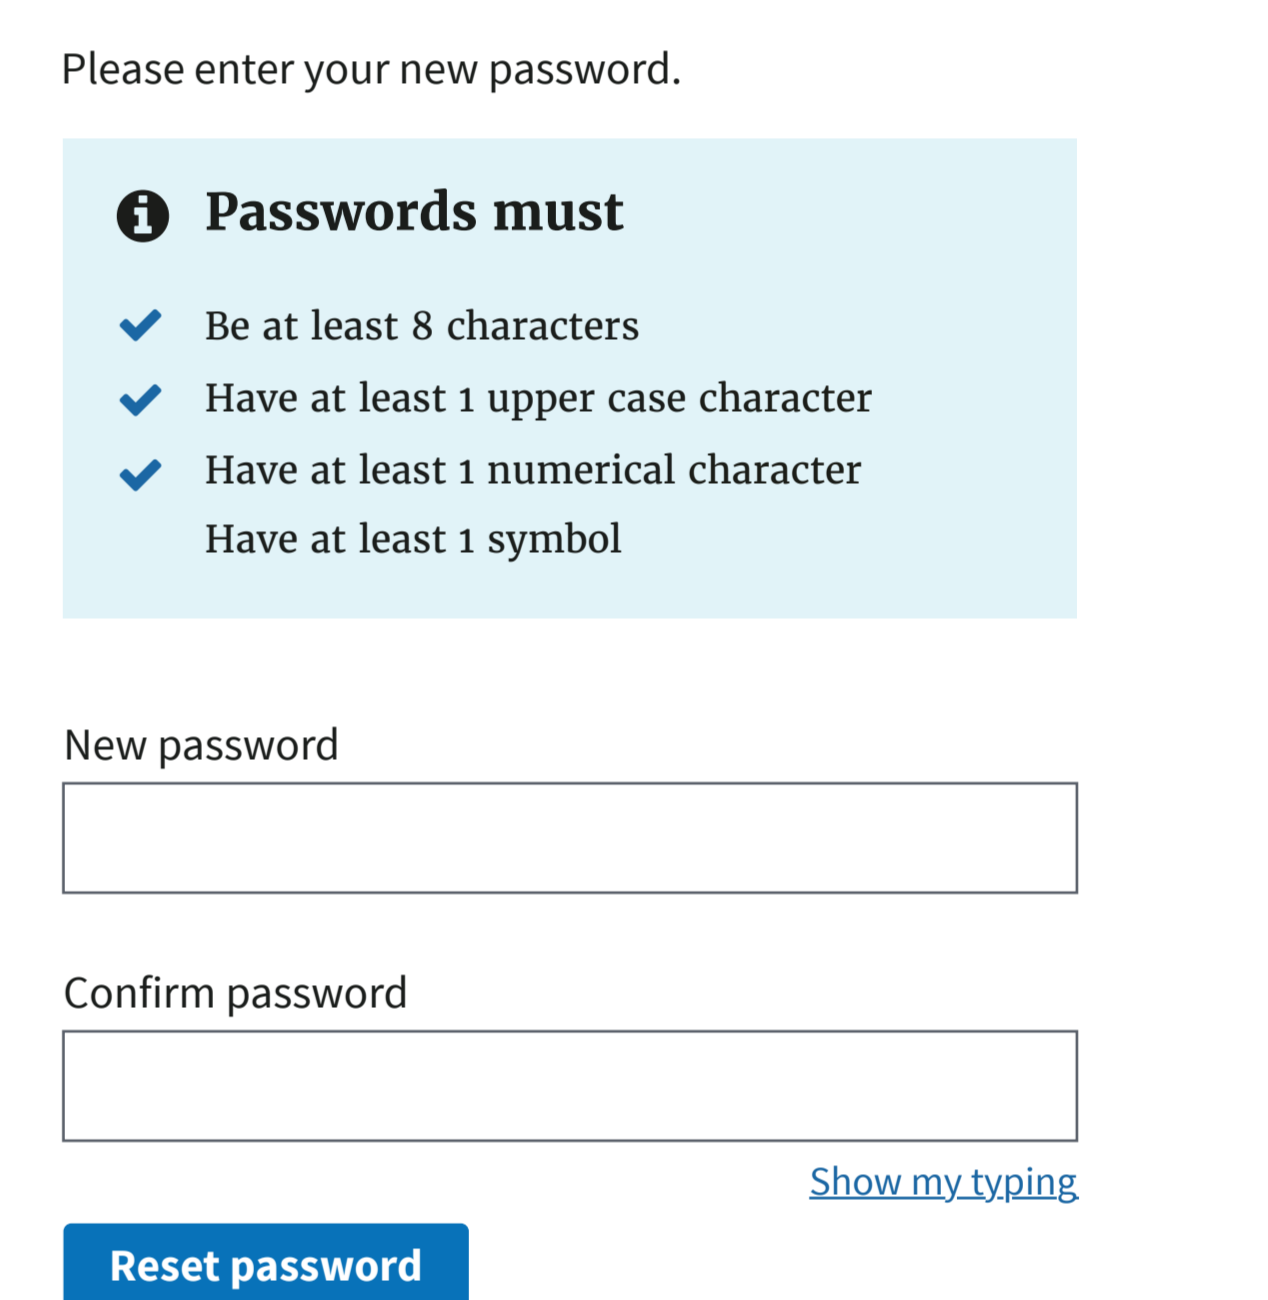 Please enter your new password.
Passwords must
Be at least 8 characters
Have at least 1 upper case character
Have at least 1 numerical character
Have at least 1 symbol
New password
Confirm password
Show my typing
Reset password